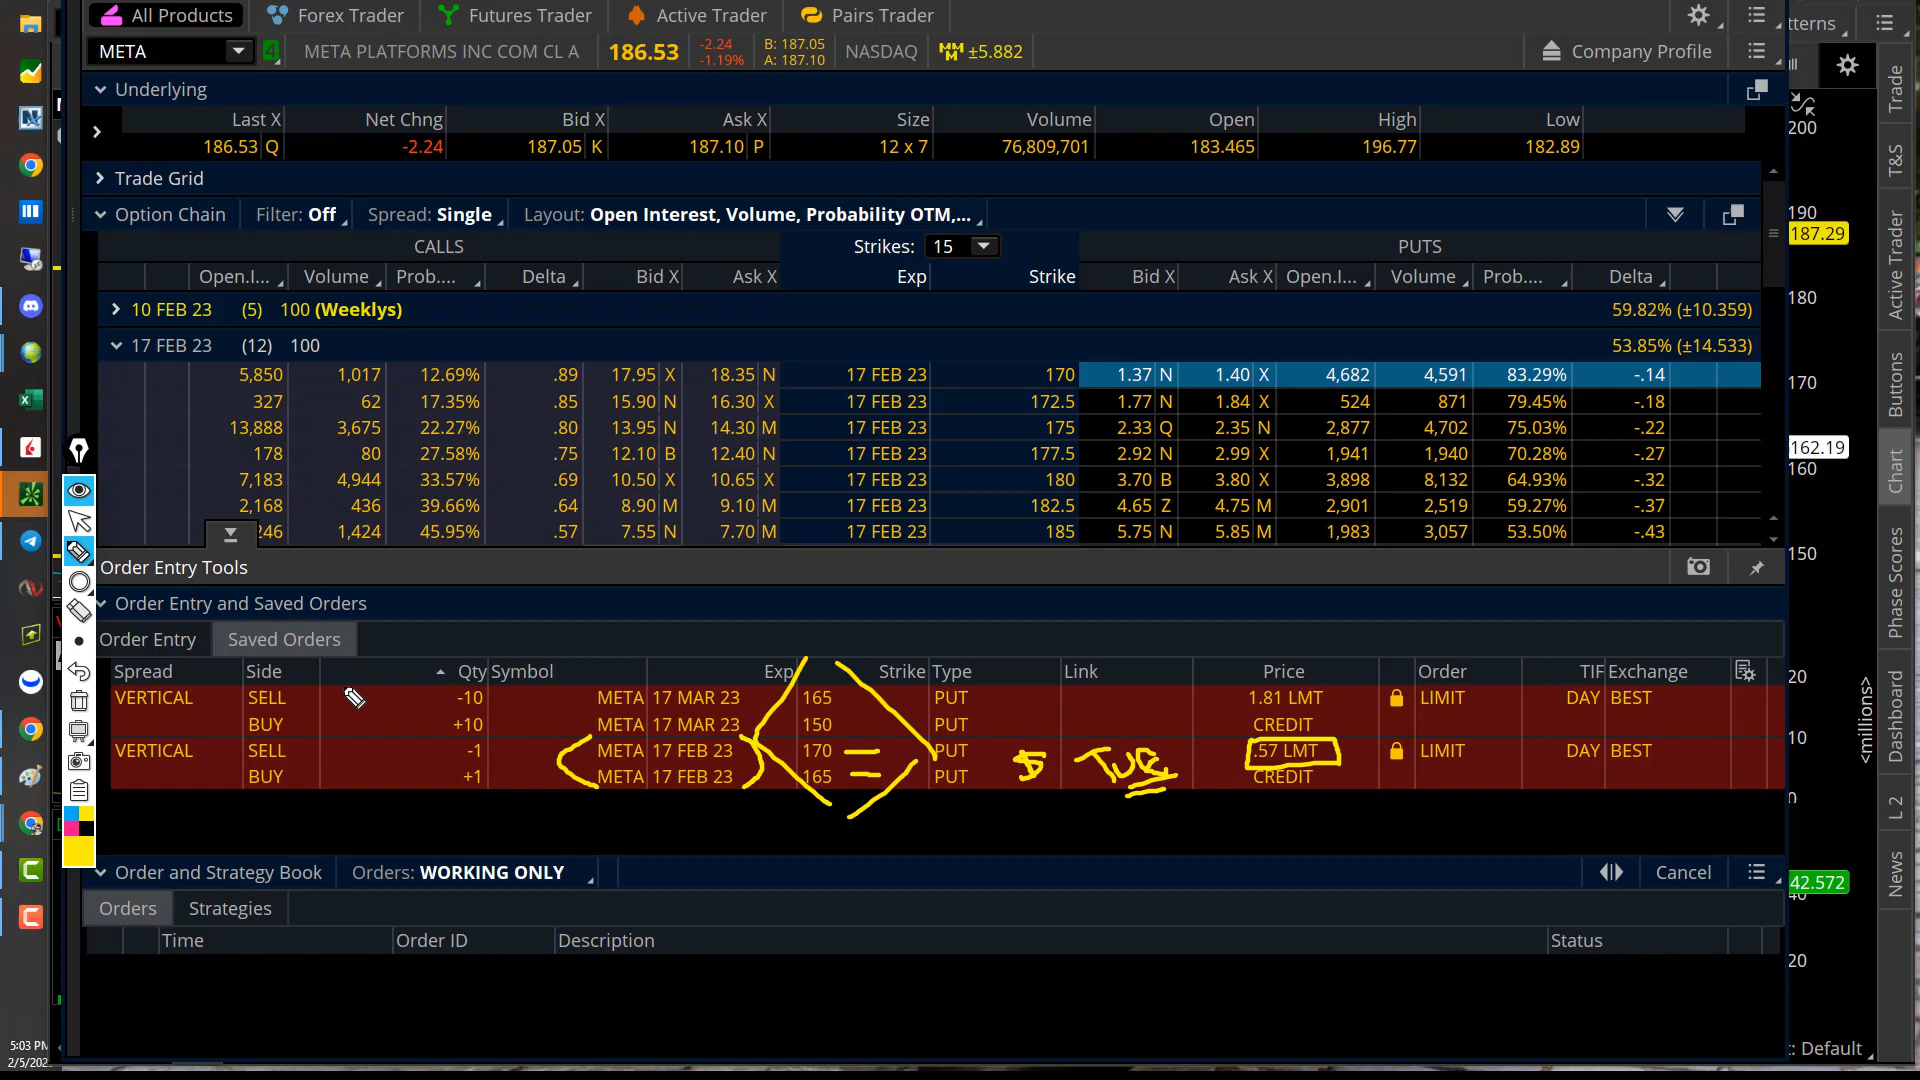 All Products Forex Trader Futures Trader Active Trader Pairs Trader
META 4 META PLATFORMS INC COM CL A 186.53 -2.24 -1.19% B: 187.05 A: 187.10 NASDAQ ±5.882 Company Profile
Underlying
Last X Net Chng Bid X Ask X Size Volume Open High Low
186.53 Q -2.24 187.05 K 187.10 P 12 x 7 76,809,701 183.465 196.77 182.89
Trade Grid
Option Chain Filter: Off Spread: Single Layout: Open Interest, Volume, Probability OTM,...
CALLS Strikes: 15 PUTS
Open.I... Volume Prob.... Delta Bid X Ask X Exp Strike Bid X Ask X Open.I... Volume Prob.... Delta
10 FEB 23 (5) 100 (Weeklys) 59.82% (±10.359)
17 FEB 23 (12) 100 53.85% (±14.533)
5,850 1,017 12.69% .89 17.95 X 18.35 N 17 FEB 23 170 1.37 N 1.40 X 4,682 4,591 83.29% -.14
327 62 17.35% .85 15.90 N 16.30 X 17 FEB 23 172.5 1.77 N 1.84 X 524 871 79.45% -.18
13,888 3,675 22.27% .80 13.95 N 14.30 M 17 FEB 23 175 2.33 Q 2.35 N 2,877 4,702 75.03% -.22
178 80 27.58% .75 12.10 B 12.40 N 17 FEB 23 177.5 2.92 N 2.99 X 1,941 1,940 70.28% -.27
7,183 4,944 33.57% .69 10.50 X 10.65 X 17 FEB 23 180 3.70 B 3.80 X 3,898 8,132 64.93% -.32
2,168 436 39.66% .64 8.90 M 9.10 M 17 FEB 23 182.5 4.65 Z 4.75 M 2,901 2,519 59.27% -.37
246 1,424 45.95% .57 7.55 N 7.70 M 17 FEB 23 185 5.75 N 5.85 M 1,983 3,057 53.50% -.43
Order Entry Tools
Order Entry and Saved Orders
Order Entry Saved Orders
Spread Side Qty Symbol Exp Strike Type Link Price Order TIF Exchange
VERTICAL SELL -10 META 17 MAR 23 165 PUT 1.81 LMT LIMIT DAY BEST
BUY +10 META 17 MAR 23 150 PUT CREDIT
VERTICAL SELL -1 META 17 FEB 23 170 PUT $ TUE .57 LMT LIMIT DAY BEST
BUY +1 META 17 FEB 23 165 PUT CREDIT
Order and Strategy Book Orders: WORKING ONLY Cancel
Orders Strategies
Time Order ID Description Status
5:03 PM
2/5/202
tterns
200
190
187.29
180
170
162.19
160
150
20
10
0
<millions>
42.572
20
: Default
Trade
T&S
Active Trader
Buttons
Chart
Phase Scores
Dashboard
L 2
News